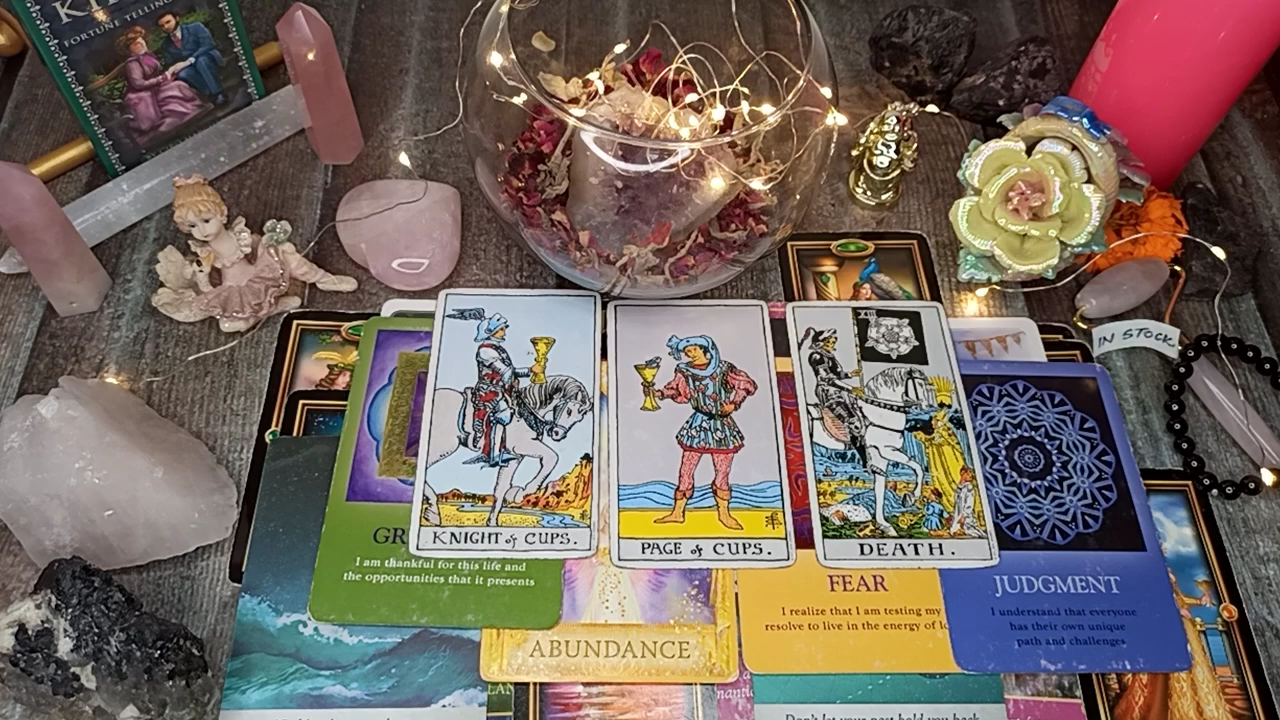 FORTUNE TELLING
IN STOCK
XIII
KNIGHT of CUPS.
PAGE of CUPS.
DEATH.
GR
I am thankful for this life and
the opportunities that it presents
ABUNDANCE
FEAR
I realize that I am testing my
resolve to live in the energy of
JUDGMENT
I understand that everyone
has their own unique
path and challenges
Don't let your past hold you back